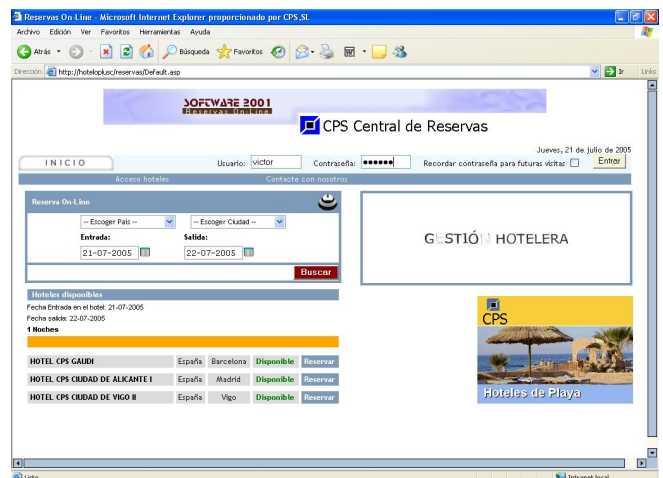 Reservas On-Line - Microsoft Internet Explorer proporcionado por CPS,SL
Archivo Edición Ver Favoritos Herramientas Ayuda
Atrás Búsqueda Favoritos
Dirección http://hoteloplusc/reservas/Default.asp Ir Links
SOFTWARE 2001
Reservas On-Line
CPS Central de Reservas
Jueves, 21 de julio de 2005
INICIO Usuario: victor Contraseña: ●●●●●● Recordar contraseña para futuras visitas Entrar
Acceso hoteles Contacte con nosotros
Reserva On-Line
-- Escoger País -- -- Escoger Ciudad --
Entrada: Salida:
21-07-2005 22-07-2005
Buscar
GESTIÓN HOTELERA
Hoteles disponibles
Fecha Entrada en el hotel: 21-07-2005
Fecha salida: 22-07-2005
1 Noches
HOTEL CPS GAUDI España Barcelona Disponible Reservar
HOTEL CPS CIUDAD DE ALICANTE I España Madrid Disponible Reservar
HOTEL CPS CIUDAD DE VIGO II España Vigo Disponible Reservar
CPS
Hoteles de Playa
Listo Intranet local